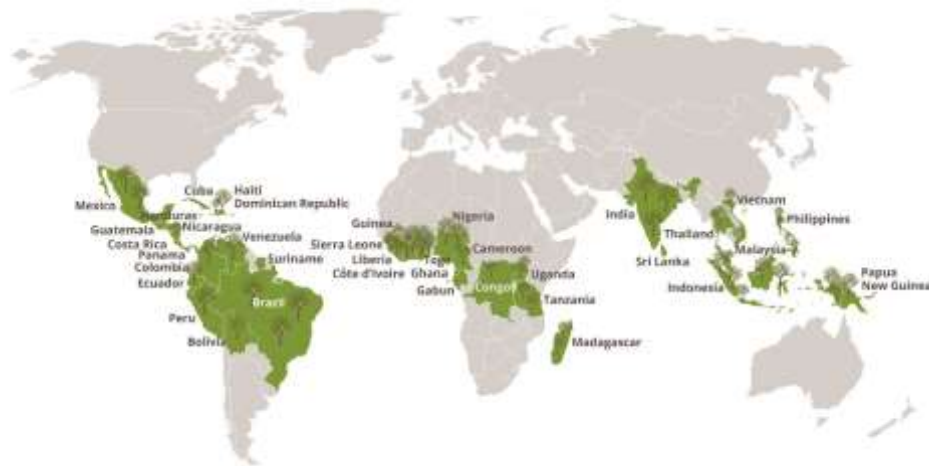 Mexico
Cuba
Haiti
Dominican Republic
Honduras
Guatemala
Nicaragua
Costa Rica
Panama
Venezuela
Colombia
Suriname
Ecuador
Brazil
Peru
Bolivia
Guinea
Nigeria
Sierra Leone
Liberia
Togo
Cameroon
Côte d'Ivoire
Ghana
Gabun
Congo
Uganda
Tanzania
Madagascar
India
Sri Lanka
Vietnam
Thailand
Philippines
Malaysia
Indonesia
Papua
New Guinea